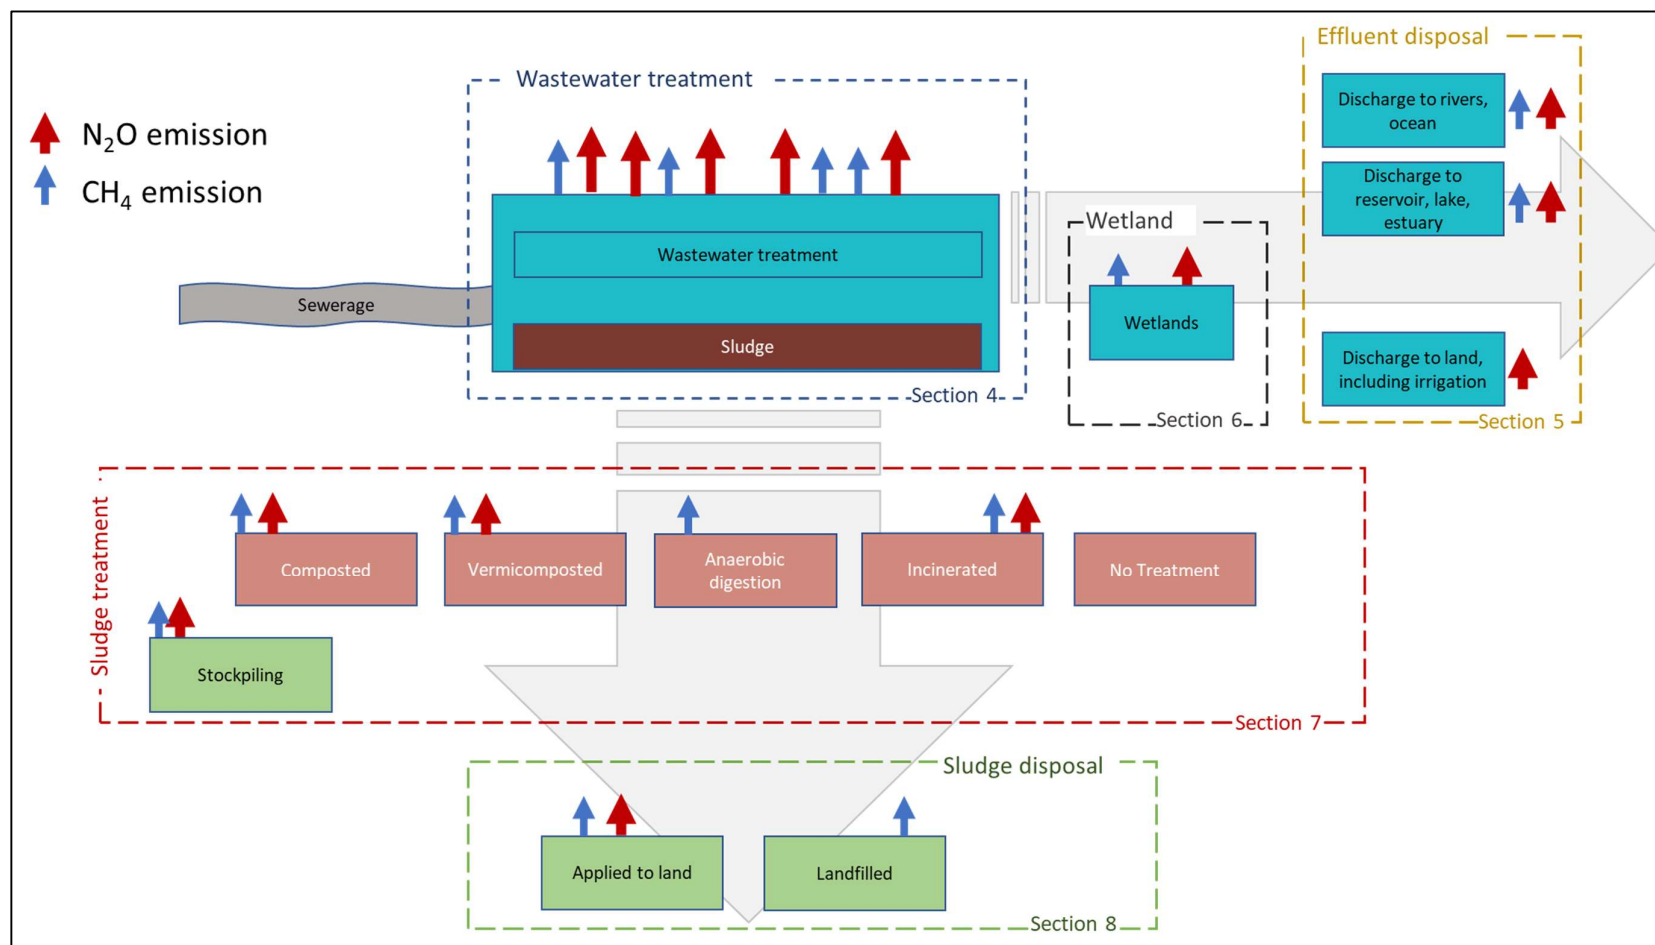 N₂O emission
CH₄ emission
Wastewater treatment
Wastewater treatment
Sludge
Section 4
Sewerage
Wetland
Wetlands
Section 6
Effluent disposal
Discharge to rivers,
ocean
Discharge to
reservoir, lake,
estuary
Discharge to land,
including irrigation
Section 5
Sludge treatment
Composted
Vermicomposted
Anaerobic
digestion
Incinerated
No Treatment
Stockpiling
Section 7
Sludge disposal
Applied to land
Landfilled
Section 8